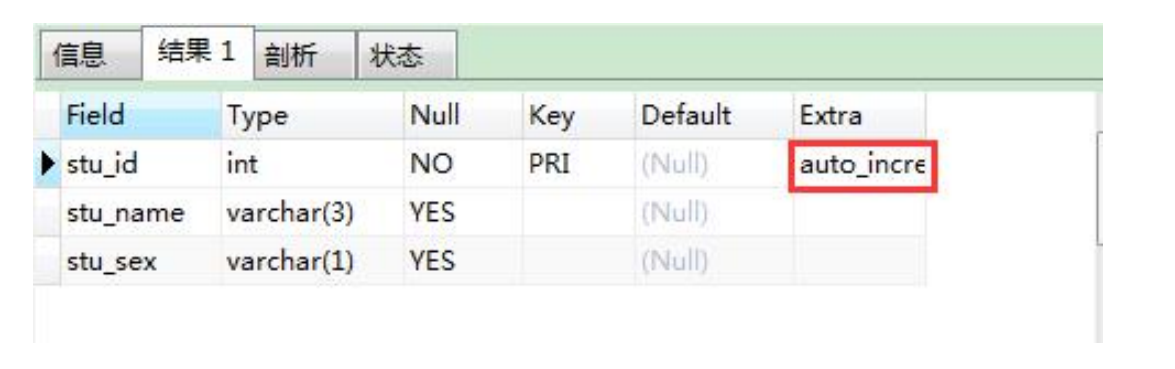 信息 结果 1 剖析 状态
Field Type Null Key Default Extra
stu_id int NO PRI (Null) auto_incre
stu_name varchar(3) YES (Null)
stu_sex varchar(1) YES (Null)